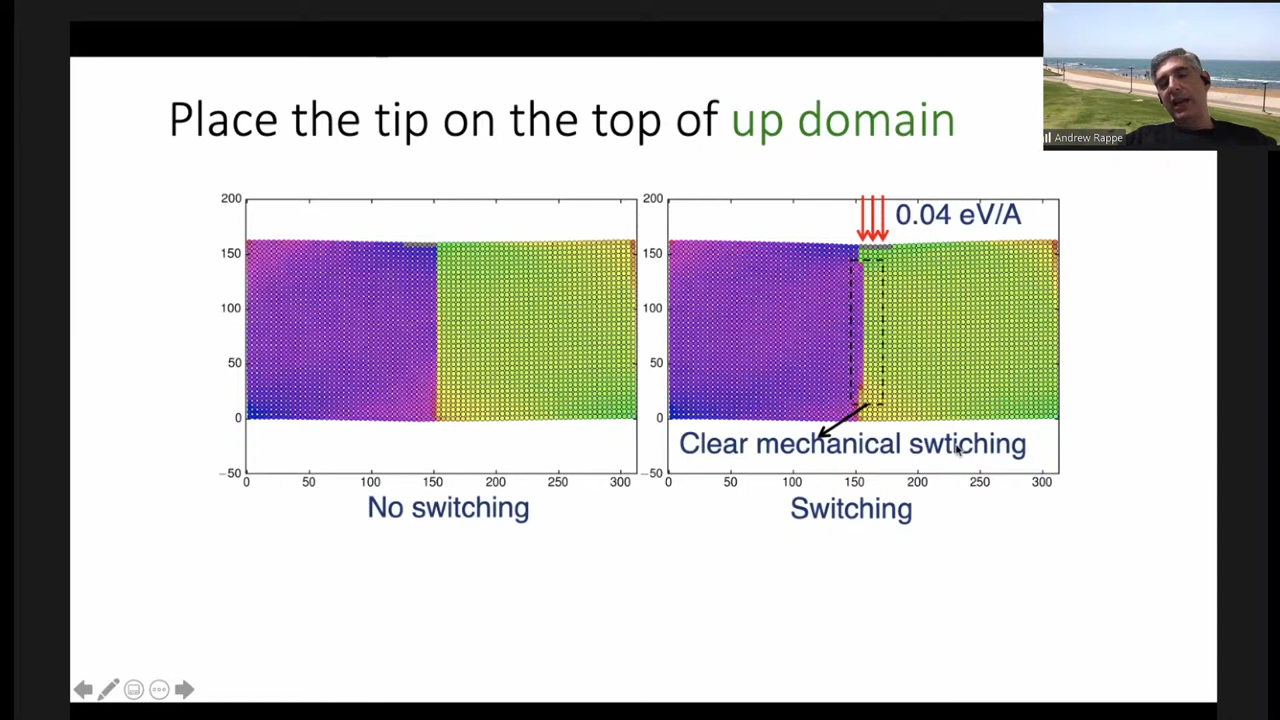 Andrew Rappe
Place the tip on the top of up domain
200
150
100
50
0
−50
0 50 100 150 200 250 300
No switching
200
150
100
50
0
−50
0.04 eV/A
Clear mechanical swtiching
0 50 100 150 200 250 300
Switching